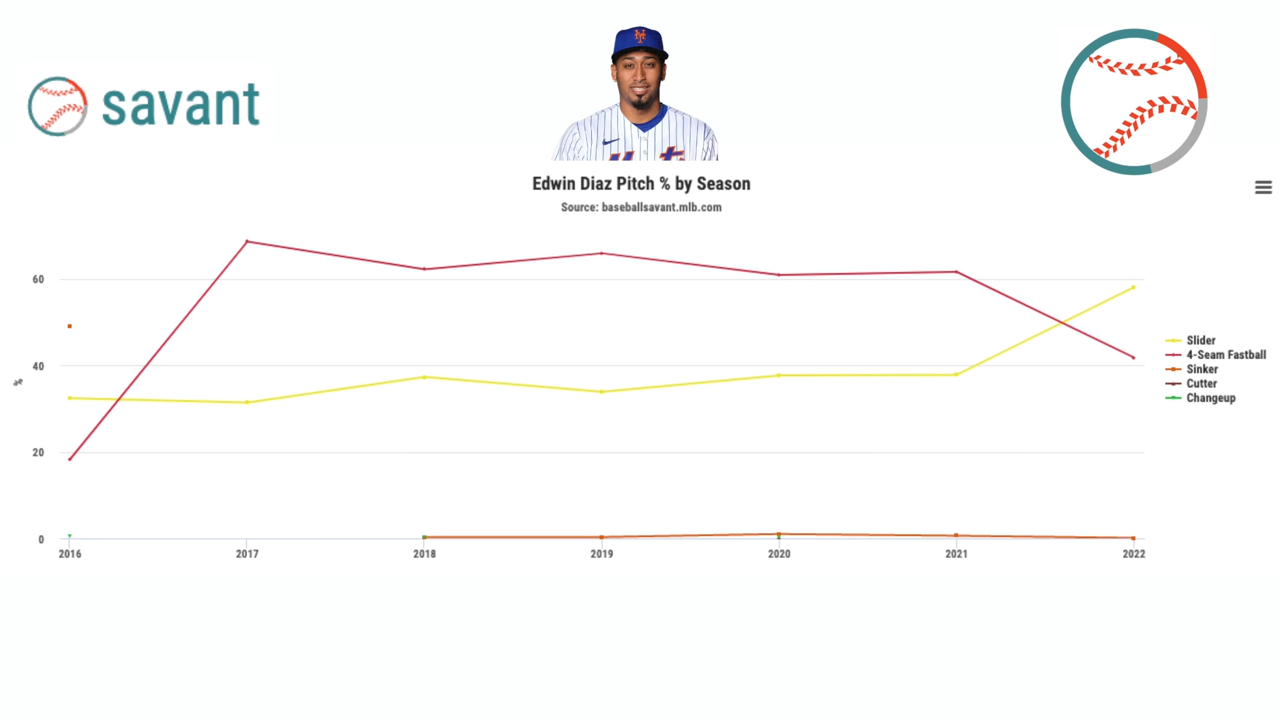 savant
Edwin Diaz Pitch % by Season
Source: baseballsavant.mlb.com
60
40
20
0
%
2016 2017 2018 2019 2020 2021 2022
Slider
4-Seam Fastball
Sinker
Cutter
Changeup